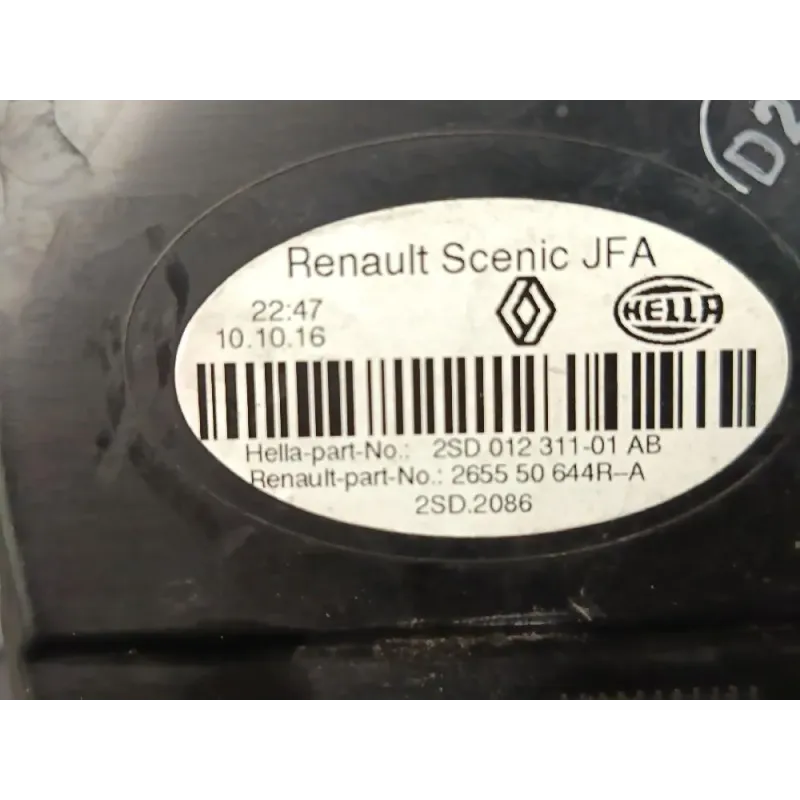 D2
Renault Scenic JFA
22:47
10.10.16
HELLA
Hella-part-No.: 2SD 012 311-01 AB
Renault-part-No.: 2655 50 644R-A
2SD.2086